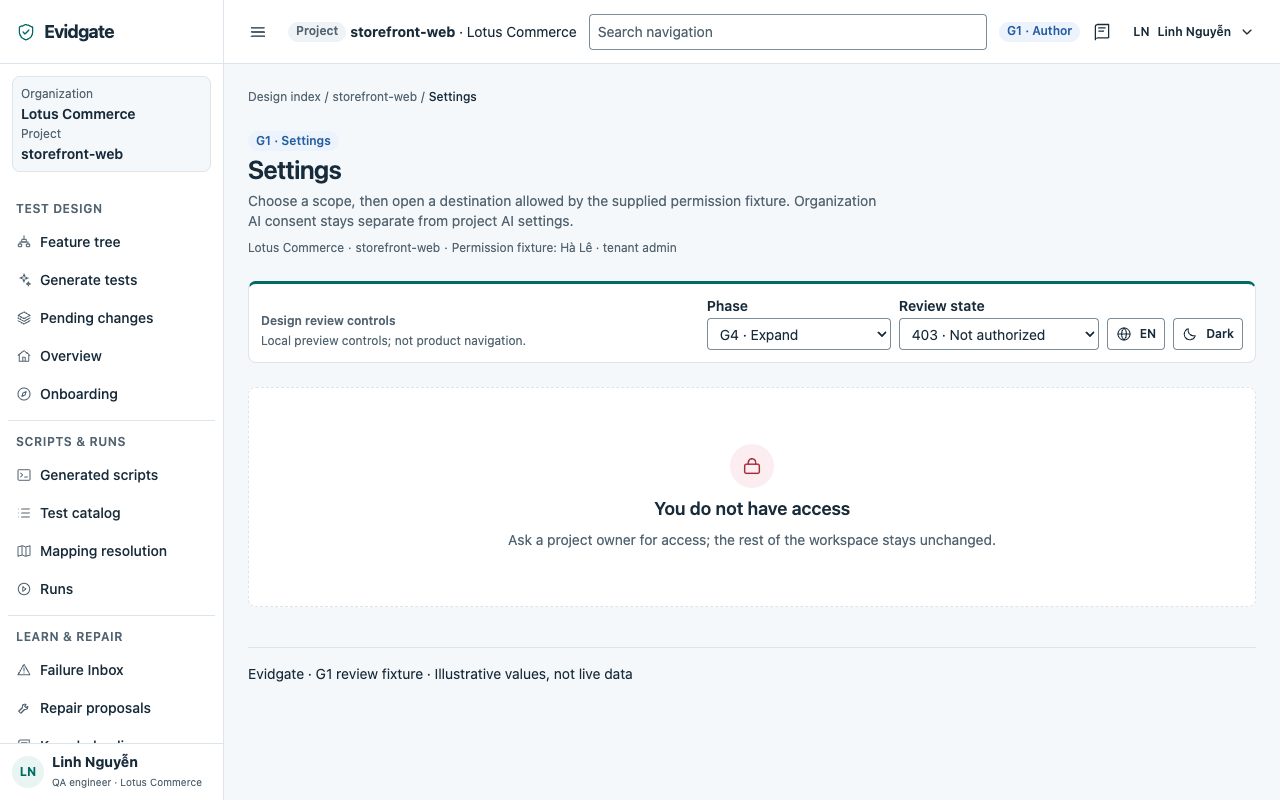 Evidgate
Project storefront-web · Lotus Commerce
Search navigation
G1 · Author
LN Linh Nguyễn
Organization
Lotus Commerce
Project
storefront-web
TEST DESIGN
Feature tree
Generate tests
Pending changes
Overview
Onboarding
SCRIPTS & RUNS
Generated scripts
Test catalog
Mapping resolution
Runs
LEARN & REPAIR
Failure Inbox
Repair proposals
LN
Linh Nguyễn
QA engineer · Lotus Commerce
Design index / storefront-web / Settings
G1 · Settings
Settings
Choose a scope, then open a destination allowed by the supplied permission fixture. Organization
AI consent stays separate from project AI settings.
Lotus Commerce · storefront-web · Permission fixture: Hà Lê · tenant admin
Design review controls
Local preview controls; not product navigation.
Phase
G4 · Expand
Review state
403 · Not authorized
EN
Dark
You do not have access
Ask a project owner for access; the rest of the workspace stays unchanged.
Evidgate · G1 review fixture · Illustrative values, not live data